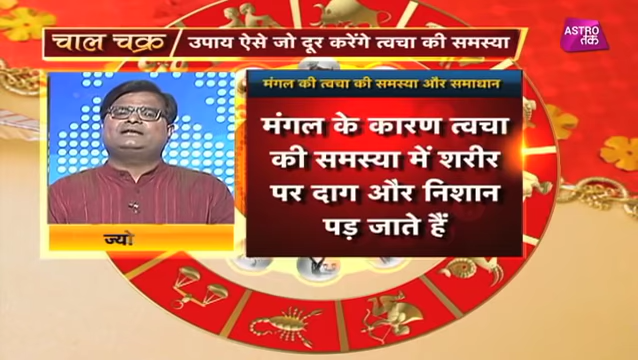 चाल चक्र
उपाय ऐसे जो दूर करेंगे त्वचा की समस्या
ASTRO
तक
मंगल की त्वचा की समस्या और समाधान
मंगल के कारण त्वचा
की समस्या में शरीर
पर दाग और निशान
पड़ जाते हैं
ज्यो